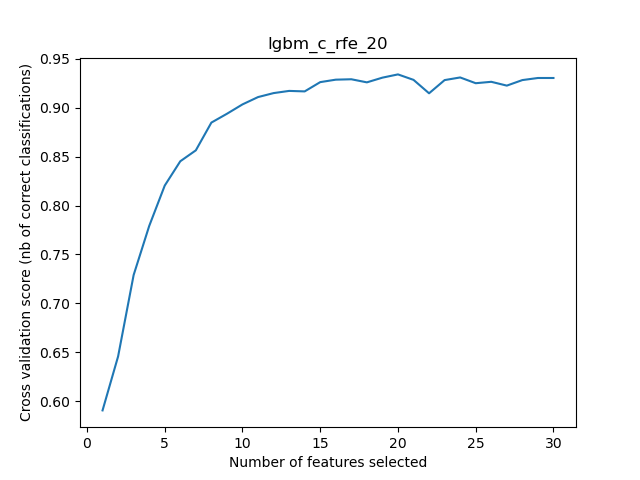 lgbm_c_rfe_20
Cross validation score (nb of correct classifications)
0.95
0.90
0.85
0.80
0.75
0.70
0.65
0.60
0 5 10 15 20 25 30
Number of features selected